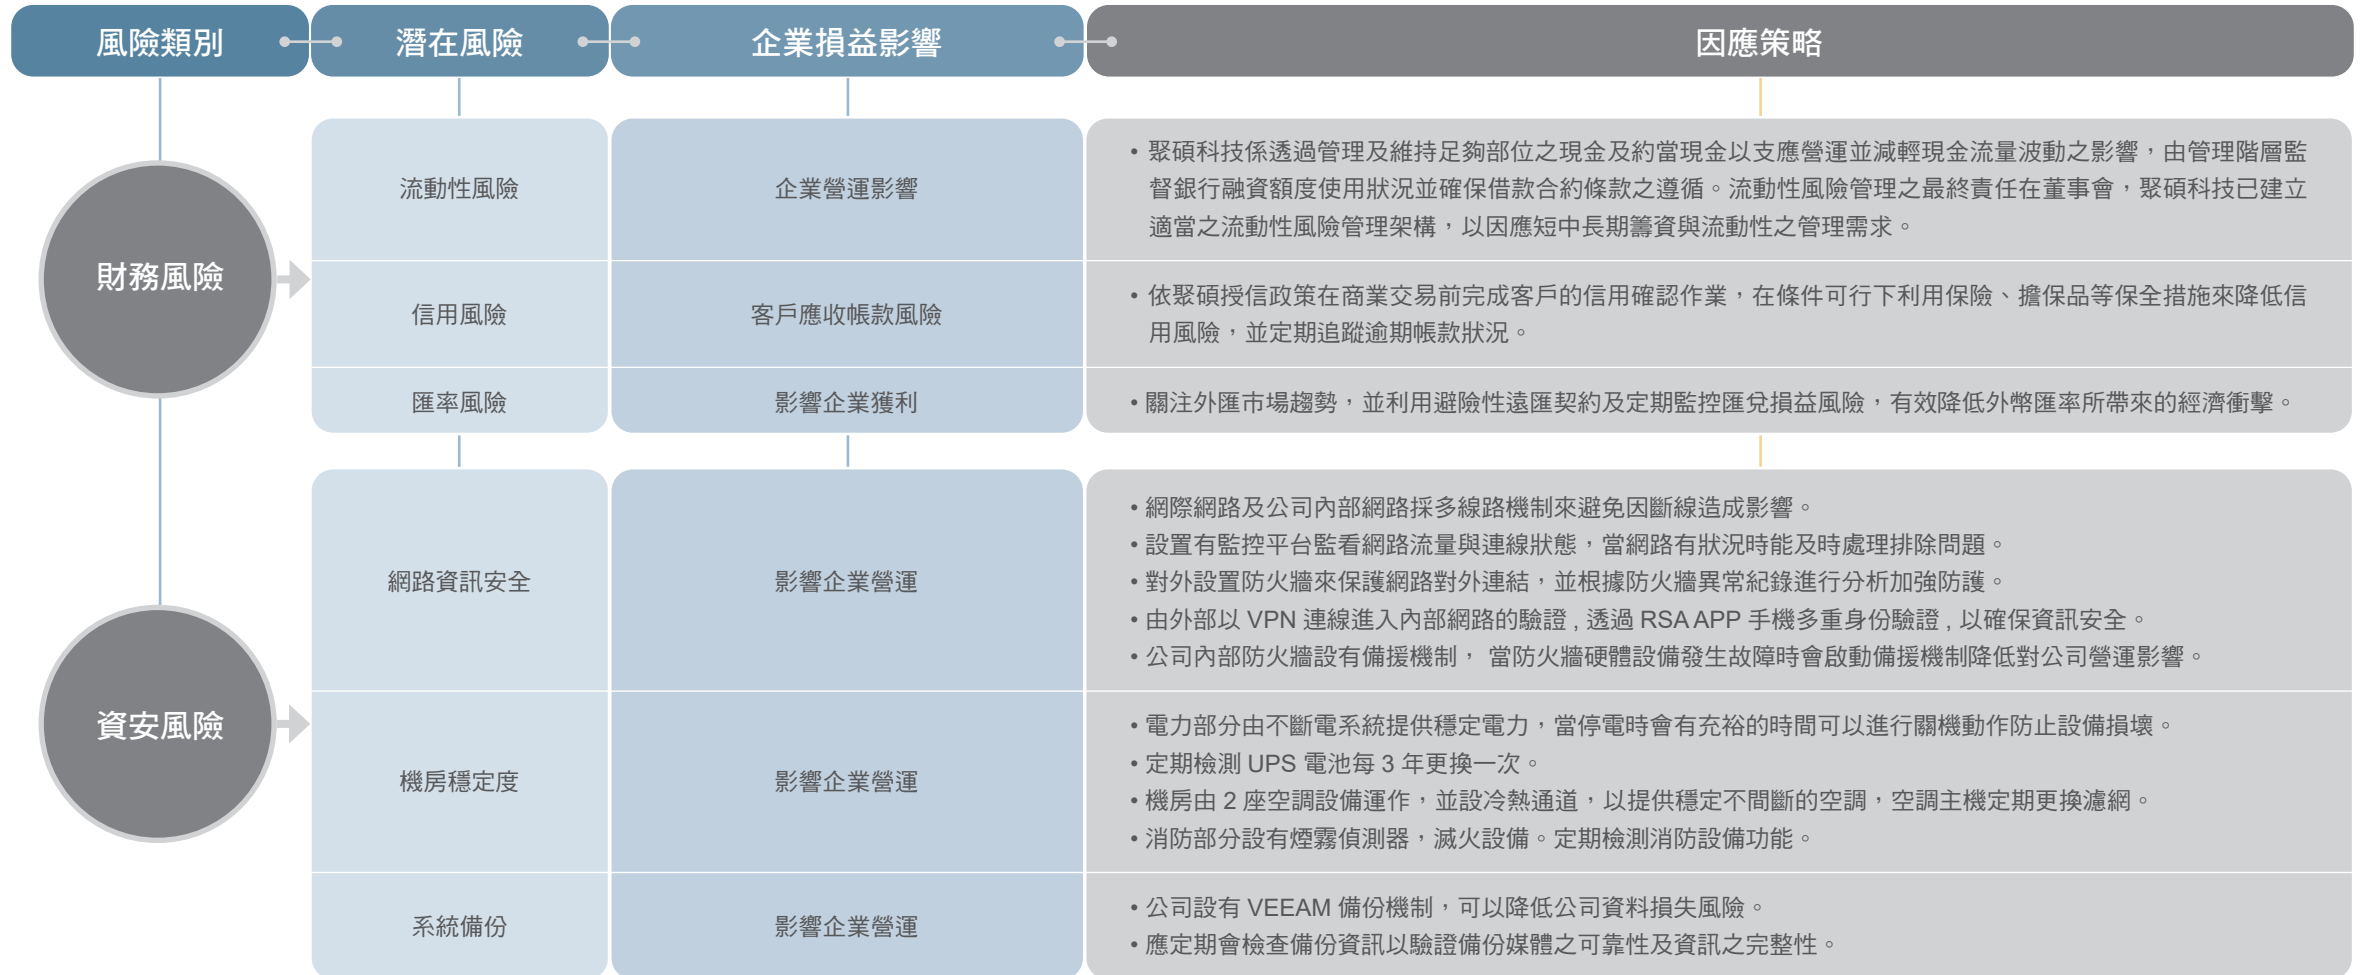 風險類別
潛在風險
企業損益影響
因應策略
財務風險
流動性風險
企業營運影響
• 聚碩科技係透過管理及維持足夠部位之現金及約當現金以支應營運並減輕現金流量波動之影響，由管理階層監
督銀行融資額度使用狀況並確保借款合約條款之遵循。流動性風險管理之最終責任在董事會，聚碩科技已建立
適當之流動性風險管理架構，以因應短中長期籌資與流動性之管理需求。
信用風險
客戶應收帳款風險
• 依聚碩授信政策在商業交易前完成客戶的信用確認作業，在條件可行下利用保險、擔保品等保全措施來降低信
用風險，並定期追蹤逾期帳款狀況。
匯率風險
影響企業獲利
• 關注外匯市場趨勢，並利用避險性遠匯契約及定期監控匯兌損益風險，有效降低外幣匯率所帶來的經濟衝擊。
資安風險
網路資訊安全
影響企業營運
• 網際網路及公司內部網路採多線路機制來避免因斷線造成影響。
• 設置有監控平台監看網路流量與連線狀態，當網路有狀況時能及時處理排除問題。
• 對外設置防火牆來保護網路對外連結，並根據防火牆異常紀錄進行分析加強防護。
• 由外部以 VPN 連線進入內部網路的驗證 , 透過 RSA APP 手機多重身份驗證 , 以確保資訊安全。
• 公司內部防火牆設有備援機制， 當防火牆硬體設備發生故障時會啟動備援機制降低對公司營運影響。
機房穩定度
影響企業營運
• 電力部分由不斷電系統提供穩定電力，當停電時會有充裕的時間可以進行關機動作防止設備損壞。
• 定期檢測 UPS 電池每 3 年更換一次。
• 機房由 2 座空調設備運作，並設冷熱通道，以提供穩定不間斷的空調，空調主機定期更換濾網。
• 消防部分設有煙霧偵測器，滅火設備。定期檢測消防設備功能。
系統備份
影響企業營運
• 公司設有 VEEAM 備份機制，可以降低公司資料損失風險。
• 應定期會檢查備份資訊以驗證備份媒體之可靠性及資訊之完整性。